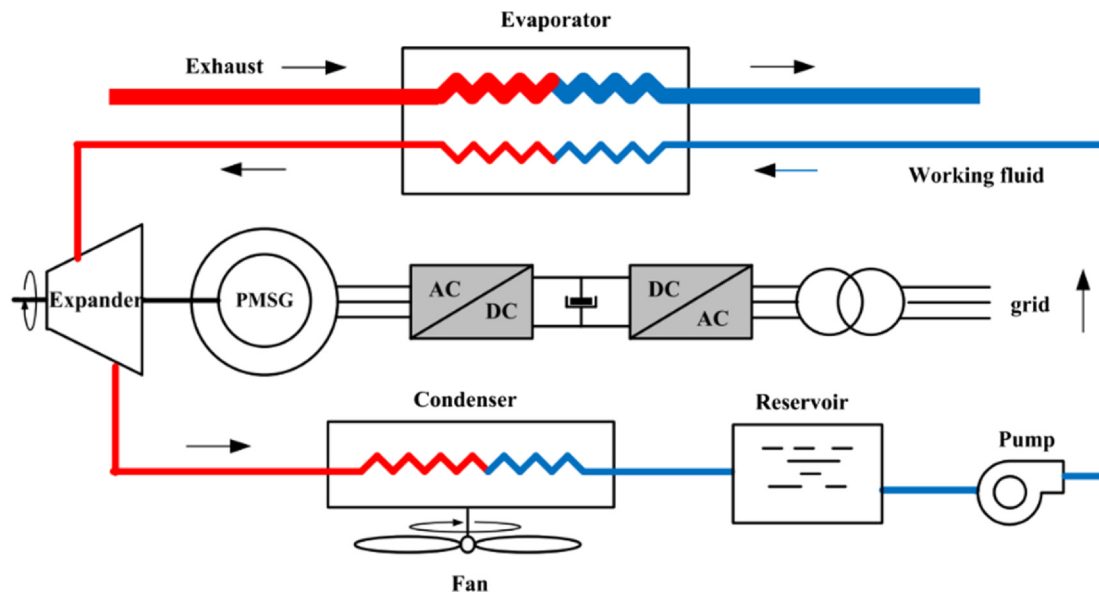 Evaporator
Exhaust
Working fluid
Expander
PMSG
AC
DC
DC
AC
grid
Condenser
Reservoir
Pump
Fan